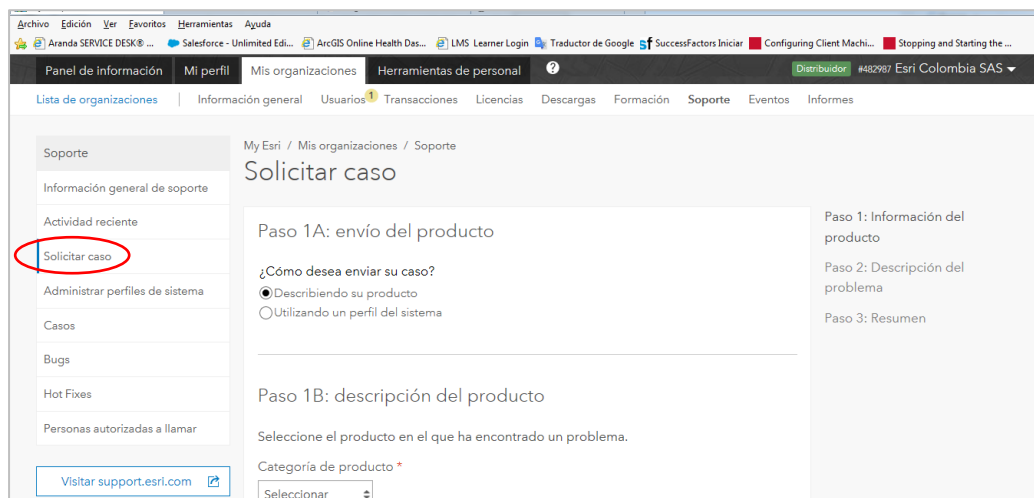 Archivo Edición Ver Favoritos Herramientas Ayuda
Aranda SERVICE DESK® ... Salesforce - Unlimited Edi... ArcGIS Online Health Das... LMS Learner Login Traductor de Google SuccessFactors Iniciar Configuring Client Machi... Stopping and Starting the ...
Panel de información Mi perfil Mis organizaciones Herramientas de personal ? Distribuidor #482987 Esri Colombia SAS
Lista de organizaciones Información general Usuarios 1 Transacciones Licencias Descargas Formación Soporte Eventos Informes
Soporte
Información general de soporte
Actividad reciente
Solicitar caso
Administrar perfiles de sistema
Casos
Bugs
Hot Fixes
Personas autorizadas a llamar
Visitar support.esri.com
My Esri / Mis organizaciones / Soporte
Solicitar caso
Paso 1A: envío del producto
¿Cómo desea enviar su caso?
Describiendo su producto
Utilizando un perfil del sistema
Paso 1B: descripción del producto
Seleccione el producto en el que ha encontrado un problema.
Categoría de producto *
Seleccionar
Paso 1: Información del
producto
Paso 2: Descripción del
problema
Paso 3: Resumen